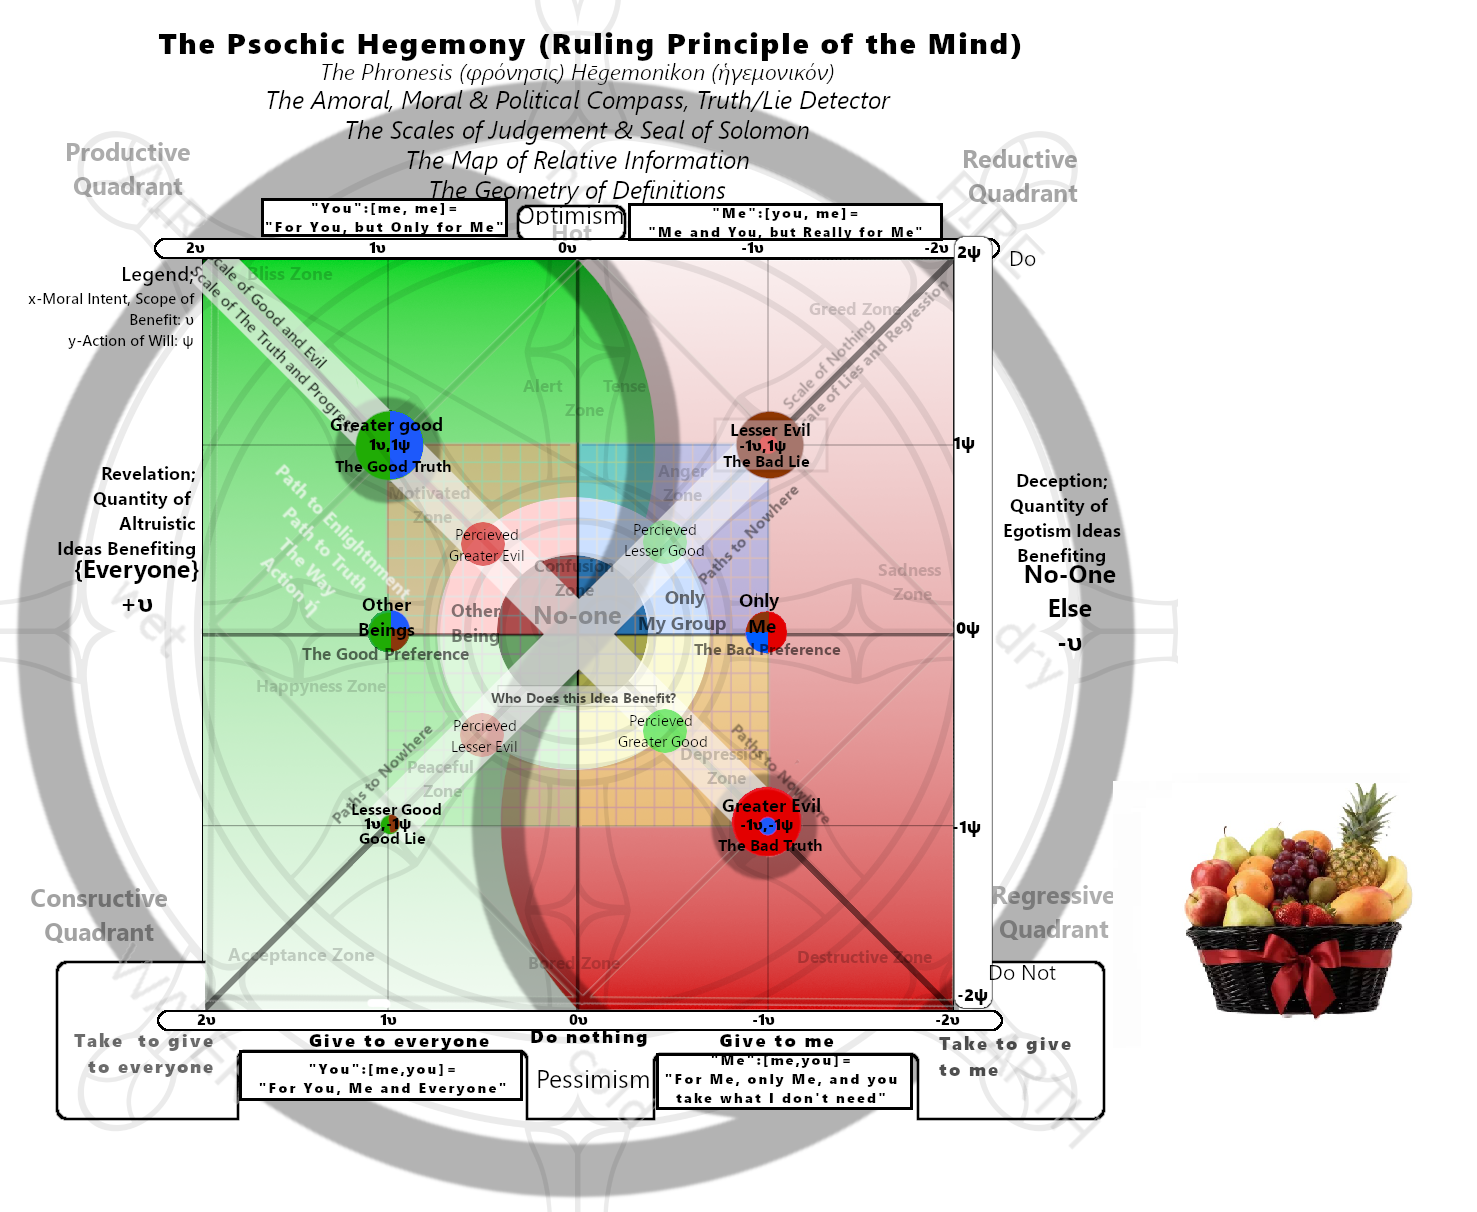 The Psochic Hegemony (Ruling Principle of the Mind)
The Phronesis (φρόνησις) Hēgemonikon (ἡγεμονικόν)
The Amoral, Moral & Political Compass, Truth/Lie Detector
The Scales of Judgement & Seal of Solomon
The Map of Relative Information
The Geometry of Definitions
Productive
Quadrant
Reductive
Quadrant
AIR
FIRE
"You":[me, me]=
"For You, but Only for Me"
Optimism
Hot
"Me":[you, me]=
"Me and You, but Really for Me"
2υ
1υ
0υ
-1υ
-2υ
2ψ
Do
Legend;
x-Moral Intent, Scope of
Benefit: υ
y-Action of Will: ψ
Bliss Zone
Scale of Good and Evil
Scale of The Truth and Progress
Greed Zone
Scale of Nothing
Scale of Lies and Regression
Alert
Tense
Zone
Greater good
1υ,1ψ
The Good Truth
Lesser Evil
-1υ,1ψ
The Bad Lie
1ψ
Revelation;
Quantity of
Altruistic
Ideas Benefiting
{Everyone}
+υ
Deception;
Quantity of
Egotism Ideas
Benefiting
No-One
Else
-υ
Motivated
Zone
Anger
Zone
Path to Enlightnment
Path to Truth
The Way
Action ή
Percieved
Greater Evil
Percieved
Lesser Good
Paths to Nowhere
Confusion
Zone
Sadness
Zone
wet
dry
Other
Beings
The Good Preference
Other
Being
No-one
Only
My Group
Only
Me
The Bad Preference
0ψ
Happyness Zone
Who Does this Idea Benefit?
Percieved
Lesser Evil
Percieved
Greater Good
Paths to Nowhere
Peaceful
Zone
Depression
Zone
Paths to Nowhere
Lesser Good
1υ,-1ψ
Good Lie
Greater Evil
-1υ,-1ψ
The Bad Truth
-1ψ
Consructive
Quadrant
Regressive
Quadrant
Acceptance Zone
Bored Zone
Destructive Zone
Do Not
-2ψ
2υ
1υ
0υ
-1υ
-2υ
Take to give
to everyone
Give to everyone
Do nothing
Give to me
Take to give
to me
"You":[me,you]=
"For You, Me and Everyone"
Pessimism
Cold
"Me":[me,you]=
"For Me, only Me, and you
take what I don't need"